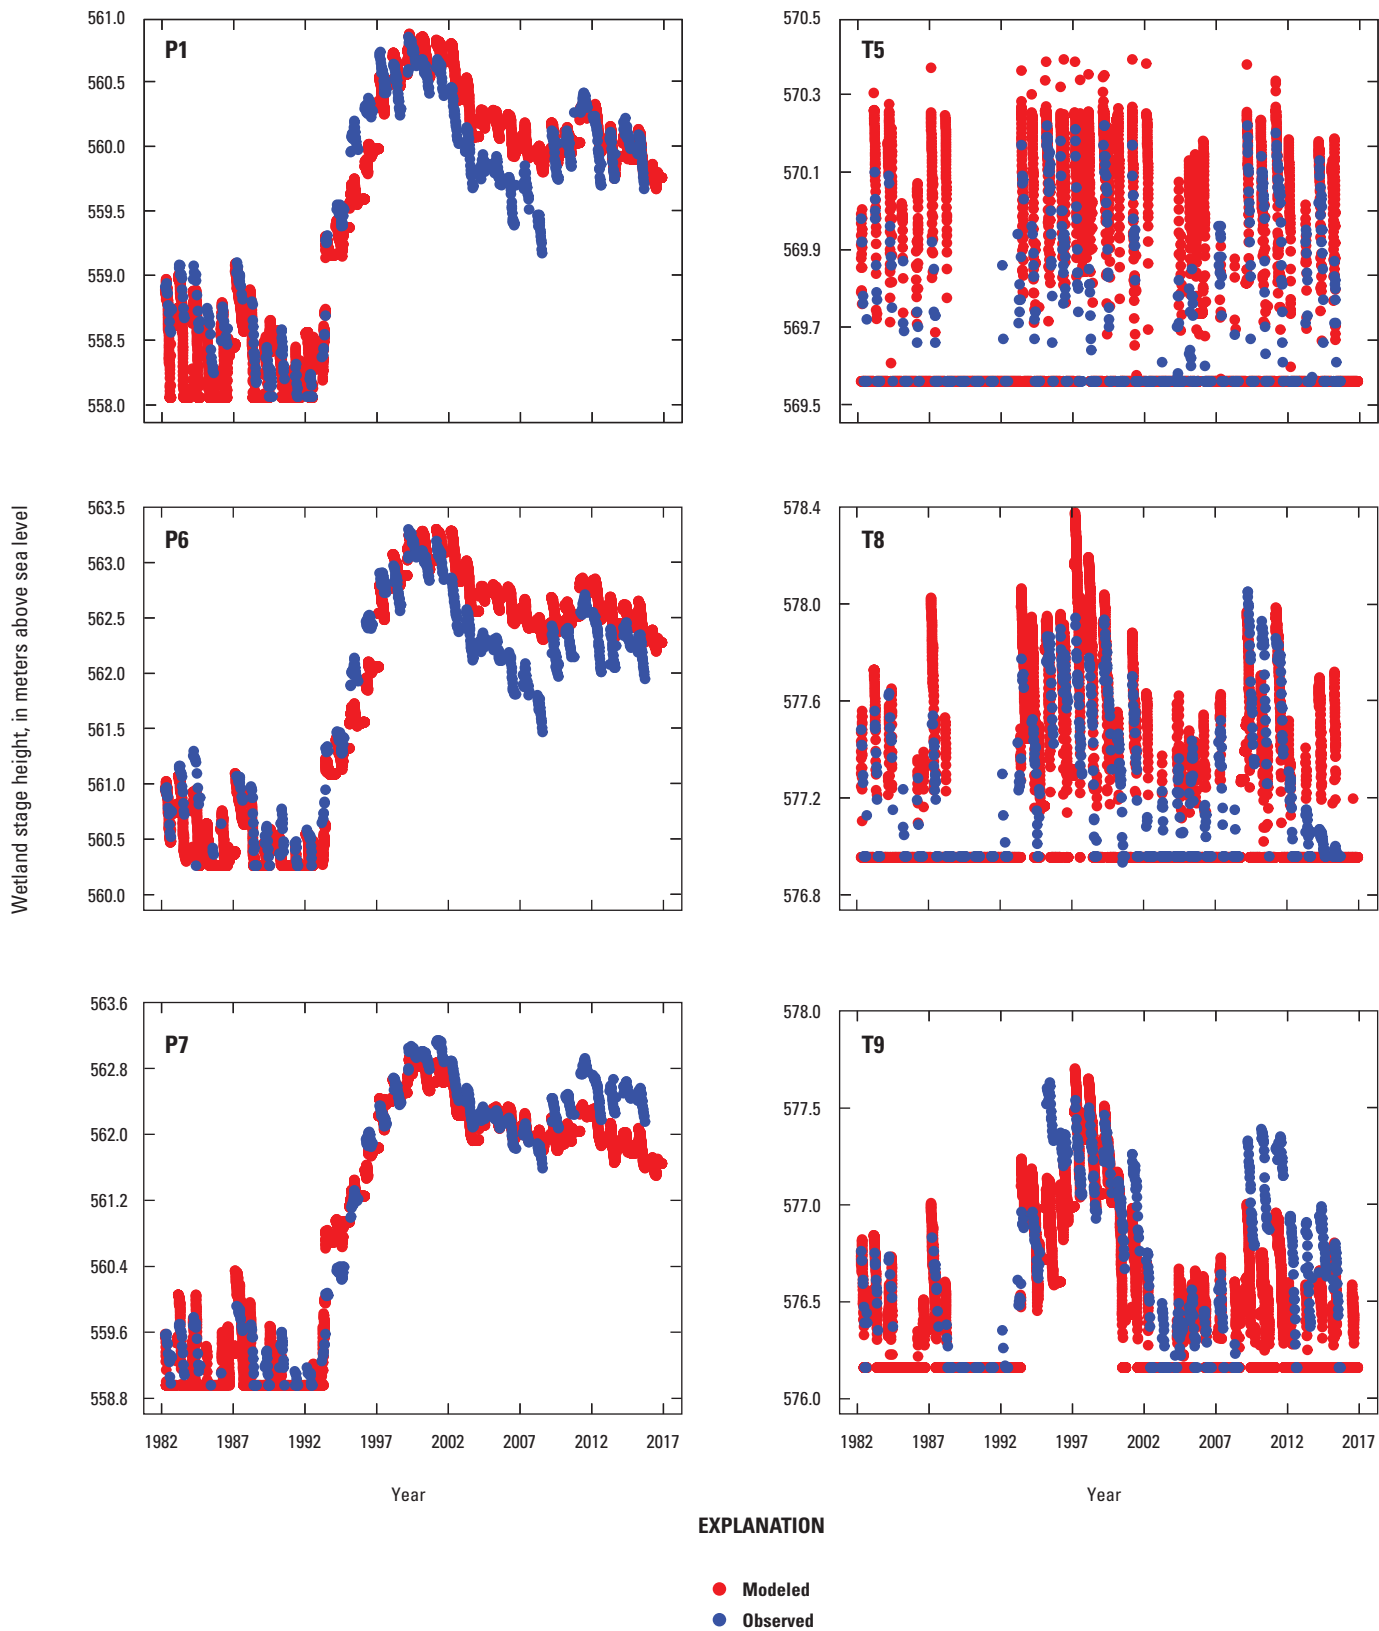 Wetland stage height, in meters above sea level
P1
561.0
560.5
560.0
559.5
559.0
558.5
558.0
T5
570.5
570.3
570.1
569.9
569.7
569.5
P6
563.5
563.0
562.5
562.0
561.5
561.0
560.5
560.0
T8
578.4
578.0
577.6
577.2
576.8
P7
563.6
562.8
562.0
561.2
560.4
559.6
558.8
1982 1987 1992 1997 2002 2007 2012 2017
Year
T9
578.0
577.5
577.0
576.5
576.0
1982 1987 1992 1997 2002 2007 2012 2017
Year
EXPLANATION
Modeled
Observed